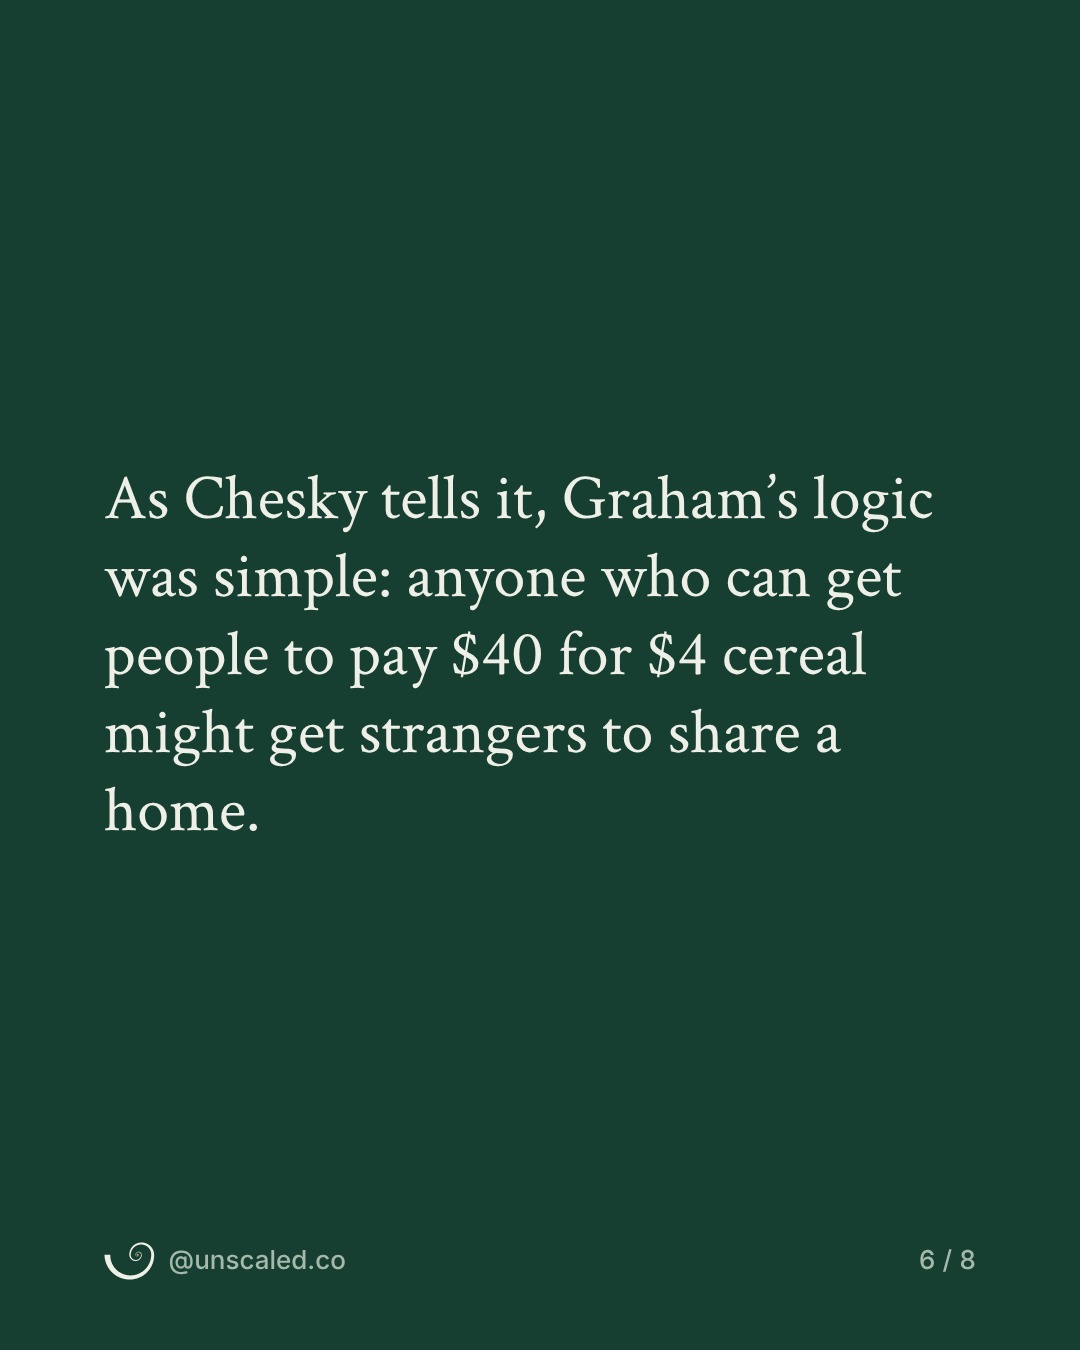 As Chesky tells it, Graham’s logic
was simple: anyone who can get
people to pay $40 for $4 cereal
might get strangers to share a
home.
@unscaled.co
6 / 8